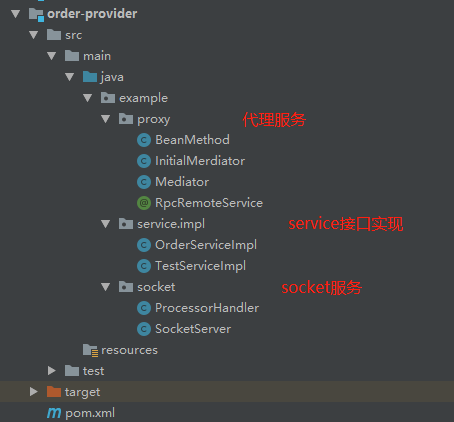 order-provider
src
main
java
example
proxy 代理服务
BeanMethod
InitialMerdiator
Mediator
RpcRemoteService
service.impl service接口实现
OrderServiceImpl
TestServiceImpl
socket socket服务
ProcessorHandler
SocketServer
resources
test
target
pom.xml